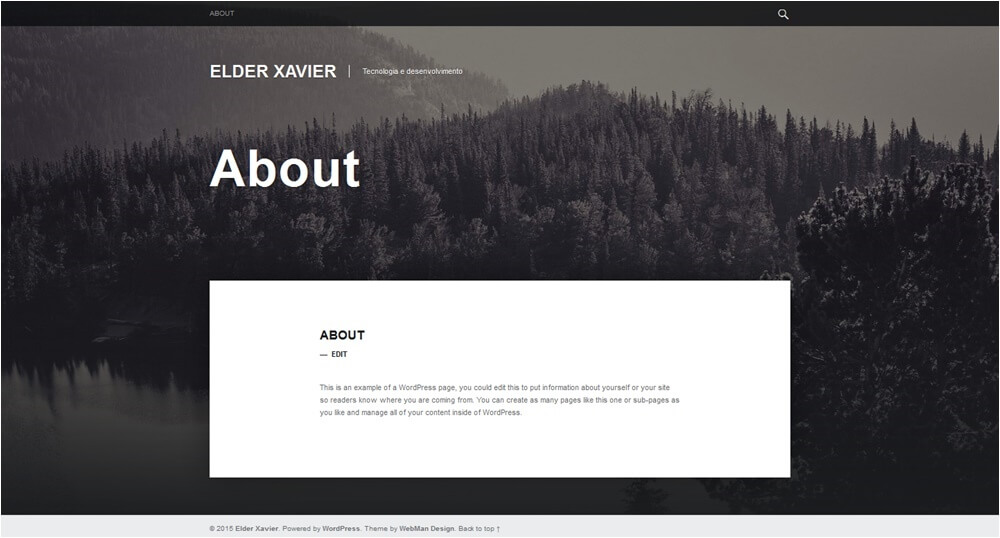 ABOUT
ELDER XAVIER | Tecnologia e desenvolvimento
About
ABOUT
— EDIT
This is an example of a WordPress page, you could edit this to put information about yourself or your site
so readers know where you are coming from. You can create as many pages like this one or sub-pages as
you like and manage all of your content inside of WordPress.
© 2015 Elder Xavier. Powered by WordPress. Theme by WebMan Design. Back to top ↑